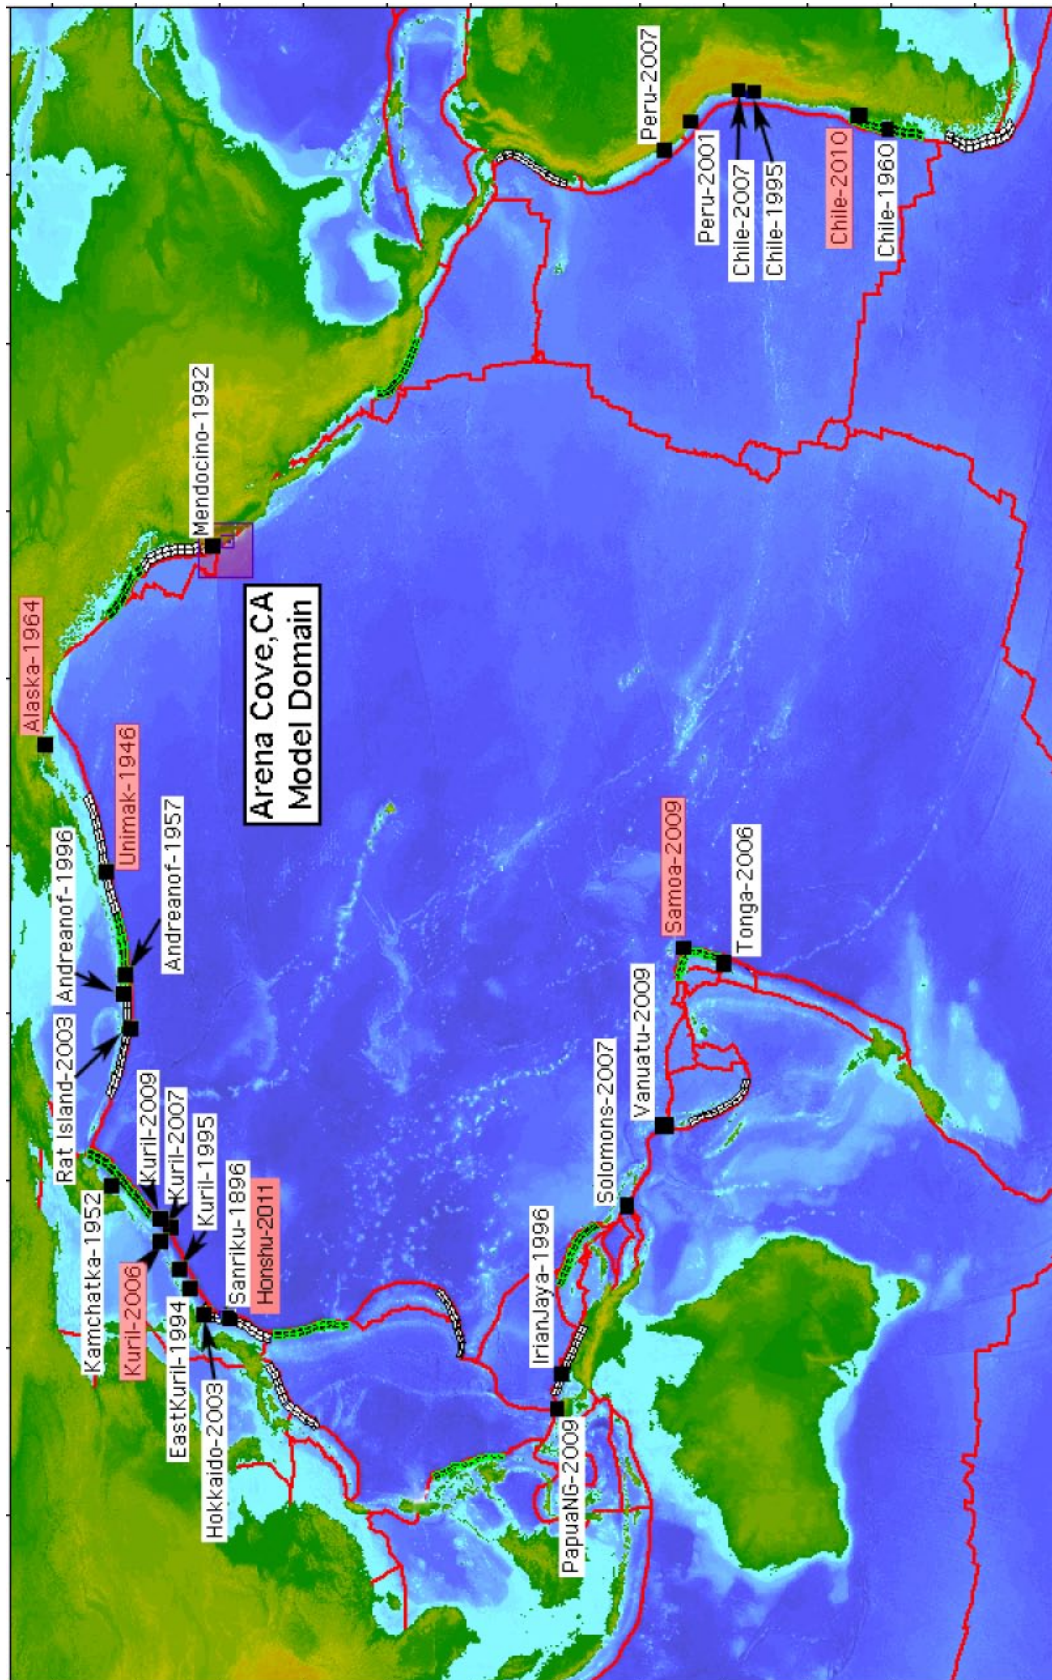 Alaska-1964
Unimak-1946
Andreanof-1996
Andreanof-1957
Rat Island-2003
Kamchatka-1952
Kuril-2009
Kuril-2007
Kuril-2006
Kuril-1995
EastKuril-1994
Hokkaido-2003
Sanriku-1896
Honshu-2011
Mendocino-1992
Arena Cove,CA
Model Domain
PapuaNG-2009
IrianJaya-1996
Solomons-2007
Vanuatu-2009
Samoa-2009
Tonga-2006
Peru-2007
Peru-2001
Chile-2007
Chile-1995
Chile-2010
Chile-1960